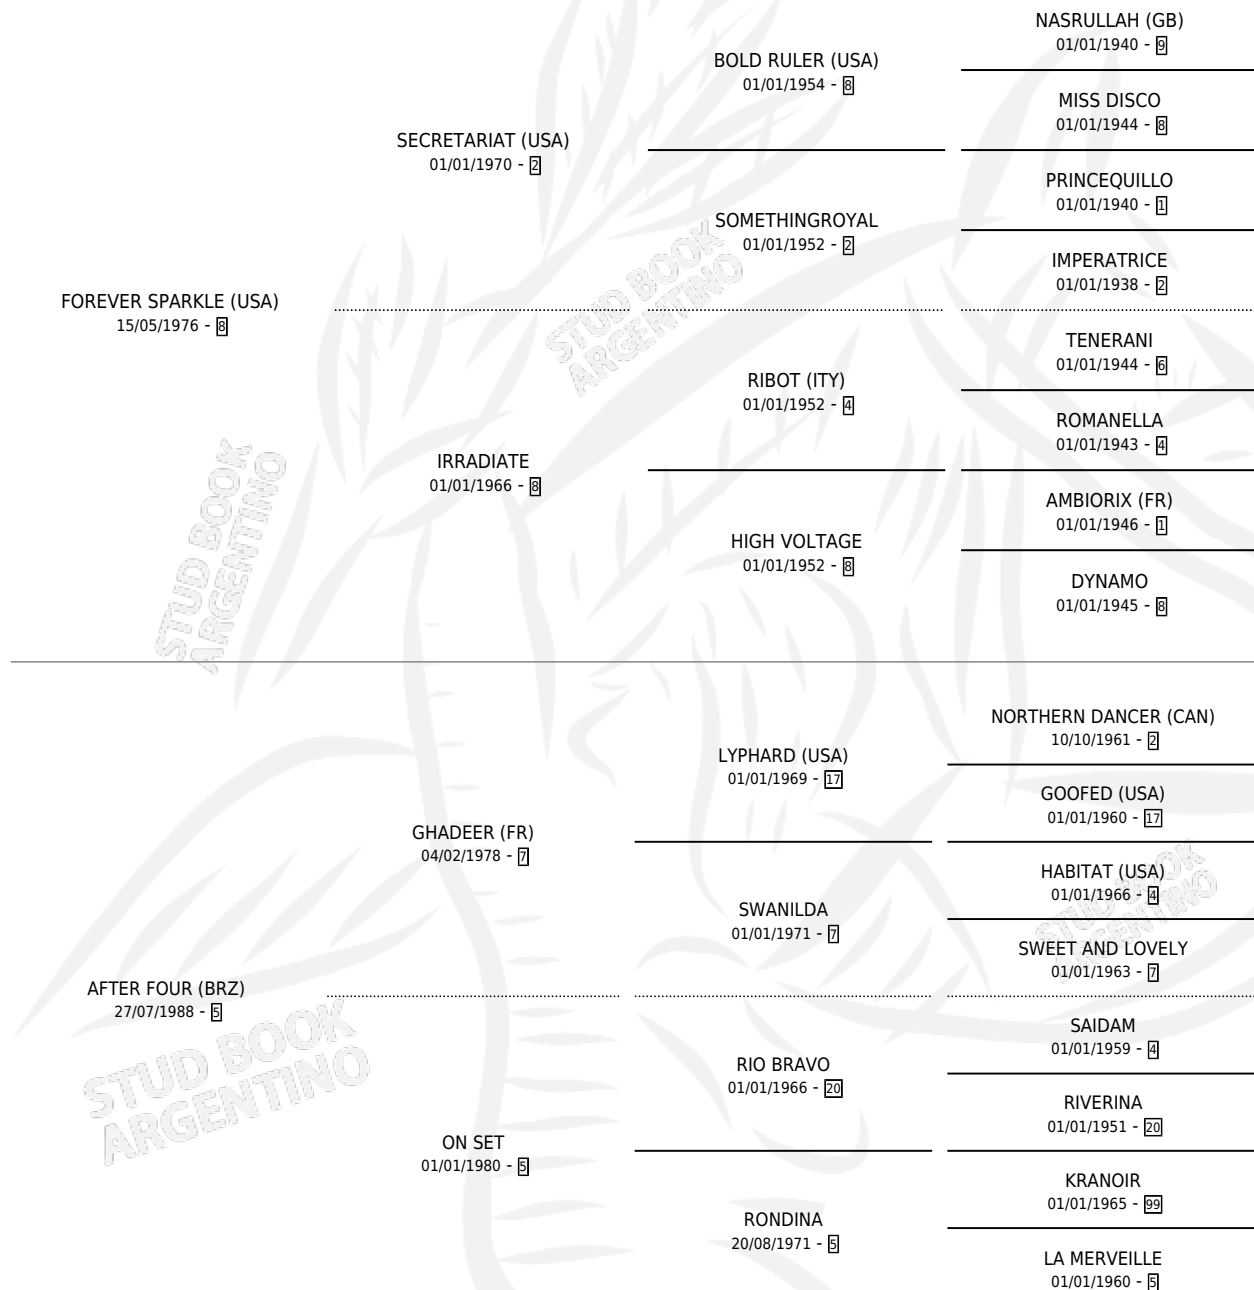 NASRULLAH (GB)
01/01/1940 - 9
BOLD RULER (USA)
01/01/1954 - 8
MISS DISCO
01/01/1944 - 8
SECRETARIAT (USA)
01/01/1970 - 2
PRINCEQUILLO
01/01/1940 - 1
SOMETHINGROYAL
01/01/1952 - 2
IMPERATRICE
01/01/1938 - 2
FOREVER SPARKLE (USA)
15/05/1976 - 8
TENERANI
01/01/1944 - 6
RIBOT (ITY)
01/01/1952 - 4
ROMANELLA
01/01/1943 - 4
IRRADIATE
01/01/1966 - 8
AMBIORIX (FR)
01/01/1946 - 1
HIGH VOLTAGE
01/01/1952 - 8
DYNAMO
01/01/1945 - 8
NORTHERN DANCER (CAN)
10/10/1961 - 2
LYPHARD (USA)
01/01/1969 - 17
GOOFED (USA)
01/01/1960 - 17
GHADEER (FR)
04/02/1978 - 7
HABITAT (USA)
01/01/1966 - 4
SWANILDA
01/01/1971 - 7
SWEET AND LOVELY
01/01/1963 - 7
AFTER FOUR (BRZ)
27/07/1988 - 5
SAIDAM
01/01/1959 - 4
RIO BRAVO
01/01/1966 - 20
RIVERINA
01/01/1951 - 20
ON SET
01/01/1980 - 5
KRANOIR
01/01/1965 - 99
RONDINA
20/08/1971 - 5
LA MERVEILLE
01/01/1960 - 5
STUD BOOK
ARGENTINO
STUD BOOK
ARGENTINO
STUD BOOK
ARGENTINO
STUD BOOK
ARGENTINO